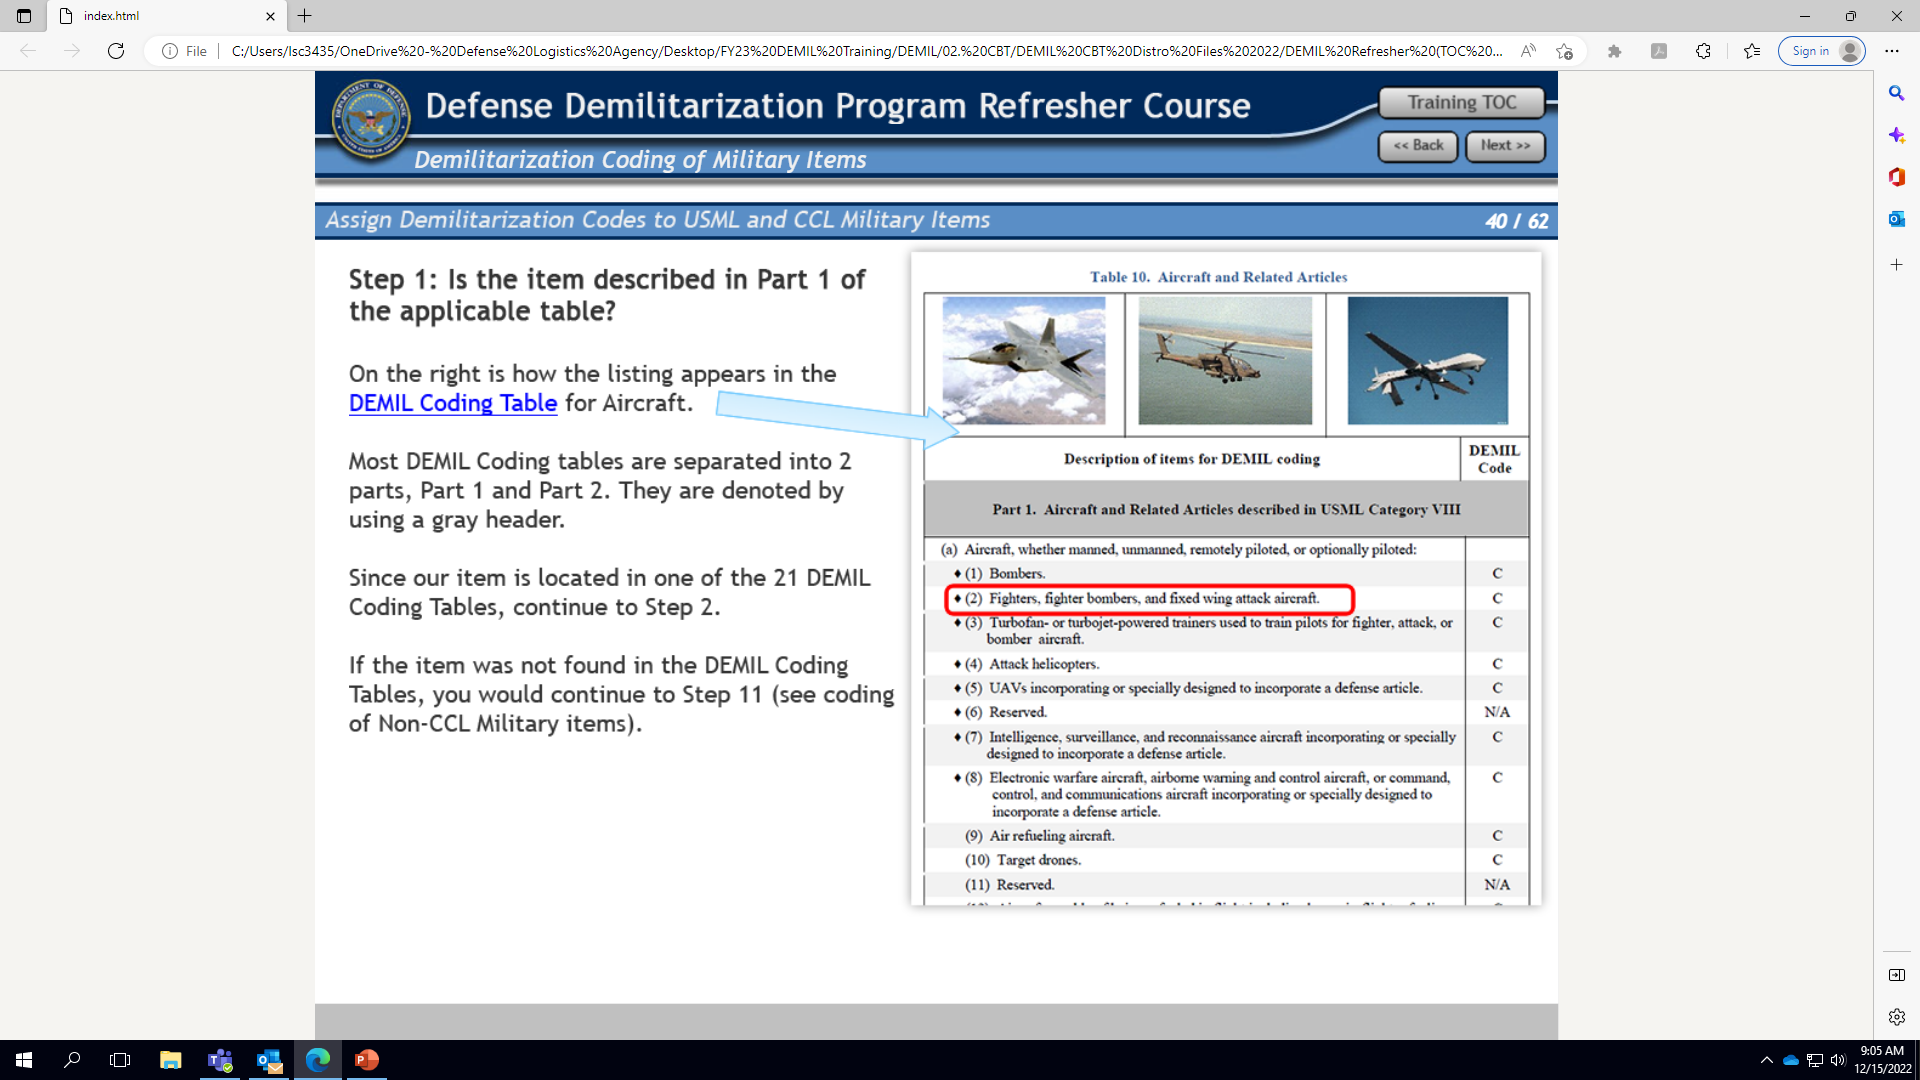 index.html
File
C:/Users/lsc3435/OneDrive%20-%20Defense%20Logistics%20Agency/Desktop/FY23%20DEMIL%20Training/DEMIL/02.%20CBT/DEMIL%20CBT%20Distro%20Files%202022/DEMIL%20Refresher%20(TOC%20...
Sign in
Defense Demilitarization Program Refresher Course
Training TOC
<< Back
Next >>
Demilitarization Coding of Military Items
Assign Demilitarization Codes to USML and CCL Military Items
40 / 62
Step 1: Is the item described in Part 1 of
the applicable table?
On the right is how the listing appears in the
DEMIL Coding Table for Aircraft.
Most DEMIL Coding tables are separated into 2
parts, Part 1 and Part 2. They are denoted by
using a gray header.
Since our item is located in one of the 21 DEMIL
Coding Tables, continue to Step 2.
If the item was not found in the DEMIL Coding
Tables, you would continue to Step 11 (see coding
of Non-CCL Military items).
Table 10. Aircraft and Related Articles
Description of items for DEMIL coding
DEMIL
Code
Part 1. Aircraft and Related Articles described in USML Category VIII
(a) Aircraft, whether manned, unmanned, remotely piloted, or optionally piloted:
♦ (1) Bombers. C
♦ (2) Fighters, fighter bombers, and fixed wing attack aircraft. C
♦ (3) Turbofan- or turbojet-powered trainers used to train pilots for fighter, attack, or C
bomber aircraft.
♦ (4) Attack helicopters. C
♦ (5) UAVs incorporating or specially designed to incorporate a defense article. C
♦ (6) Reserved. N/A
♦ (7) Intelligence, surveillance, and reconnaissance aircraft incorporating or specially C
designed to incorporate a defense article.
♦ (8) Electronic warfare aircraft, airborne warning and control aircraft, or command, C
control, and communications aircraft incorporating or specially designed to
incorporate a defense article.
(9) Air refueling aircraft. C
(10) Target drones. C
(11) Reserved. N/A
9:05 AM
12/15/2022